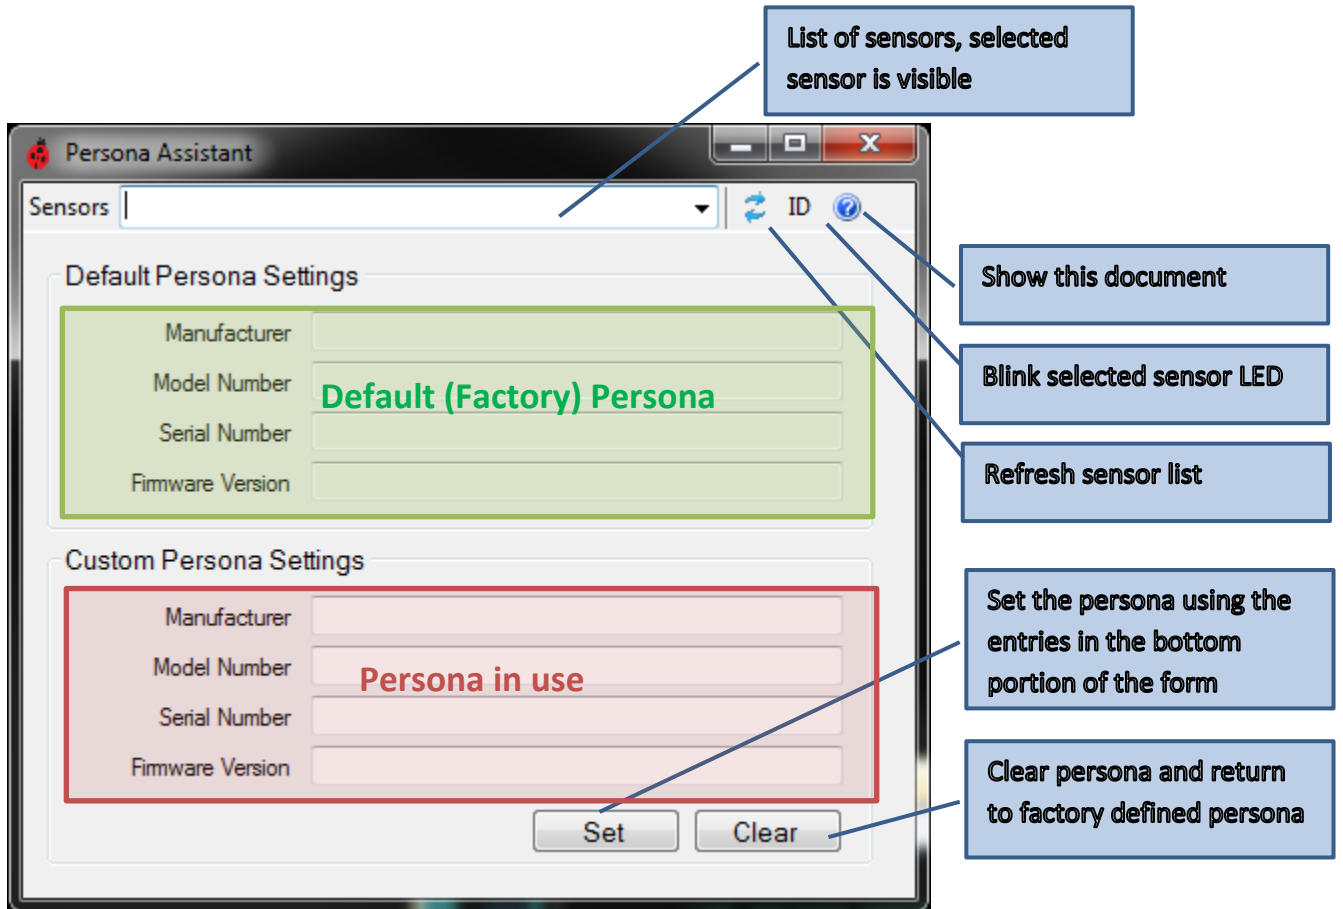 List of sensors, selected
sensor is visible
Persona Assistant
Sensors
ID
Show this document
Default Persona Settings
Manufacturer
Model Number
Default (Factory) Persona
Serial Number
Firmware Version
Blink selected sensor LED
Refresh sensor list
Custom Persona Settings
Manufacturer
Model Number
Persona in use
Serial Number
Firmware Version
Set the persona using the
entries in the bottom
portion of the form
Set
Clear
Clear persona and return
to factory defined persona